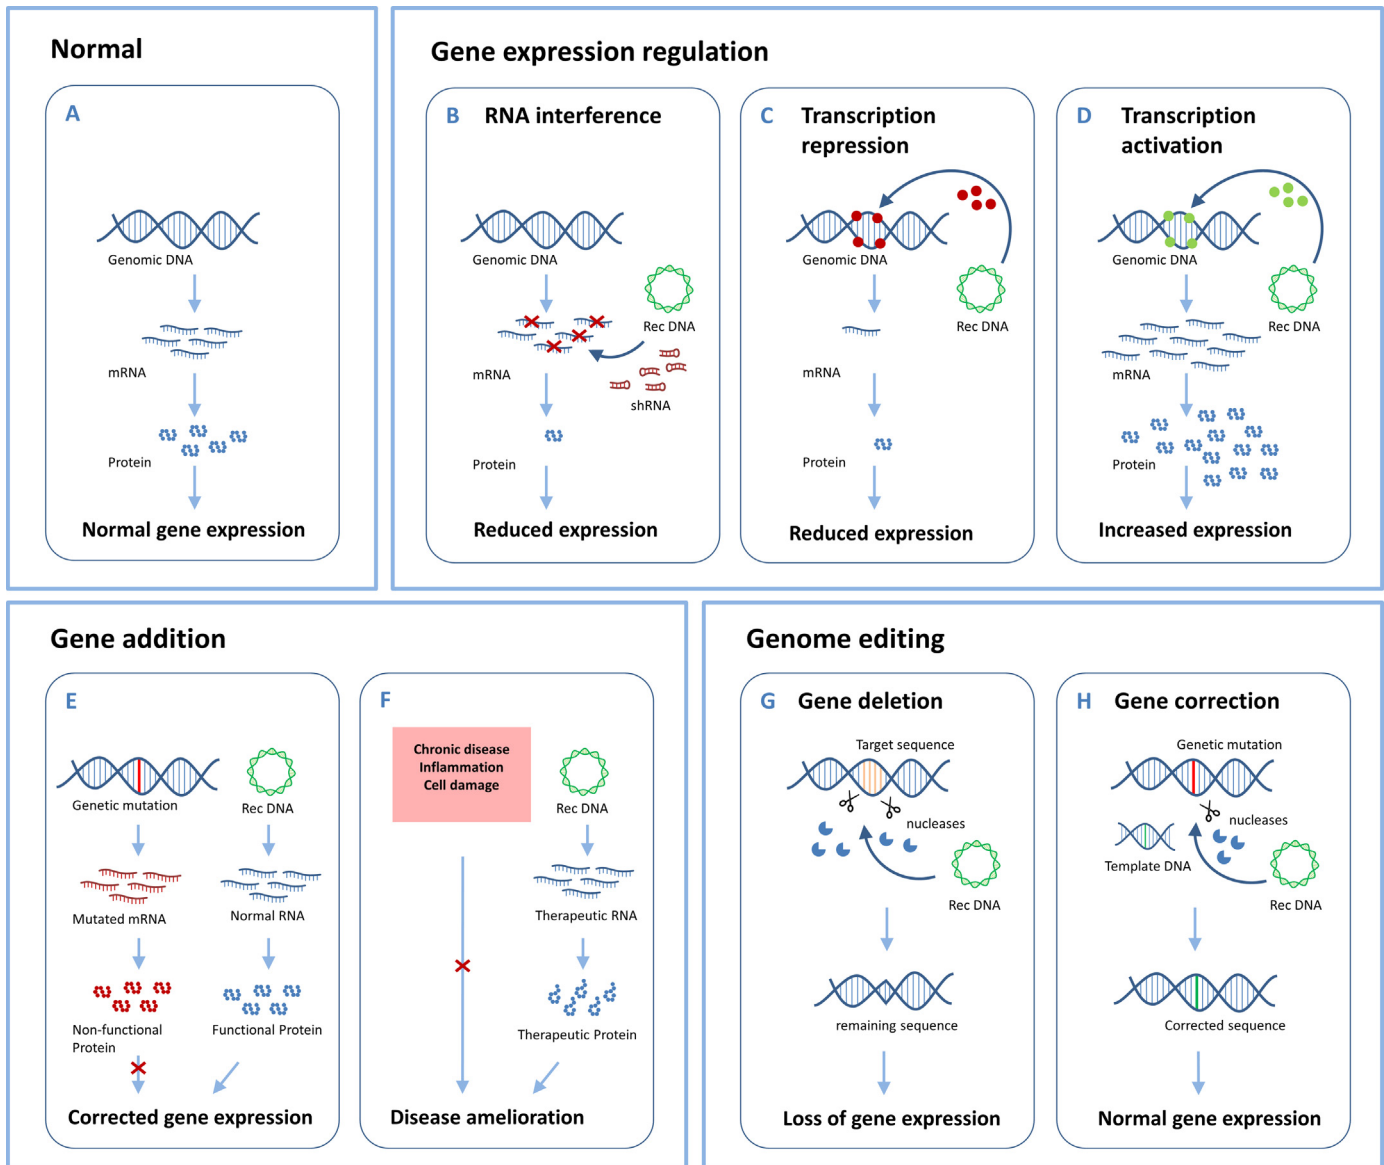 Normal
A
Genomic DNA
mRNA
Protein
Normal gene expression
Gene expression regulation
B RNA interference
Genomic DNA
Rec DNA
mRNA
shRNA
Protein
Reduced expression
C Transcription
repression
Genomic DNA
Rec DNA
mRNA
Protein
Reduced expression
D Transcription
activation
Genomic DNA
Rec DNA
mRNA
Protein
Increased expression
Gene addition
E
Genetic mutation
Rec DNA
Mutated mRNA
Normal RNA
Non-functional
Protein
Functional Protein
Corrected gene expression
F
Chronic disease
Inflammation
Cell damage
Rec DNA
Therapeutic RNA
Therapeutic Protein
Disease amelioration
Genome editing
G Gene deletion
Target sequence
nucleases
Rec DNA
remaining sequence
Loss of gene expression
H Gene correction
Genetic mutation
nucleases
Template DNA
Rec DNA
Corrected sequence
Normal gene expression